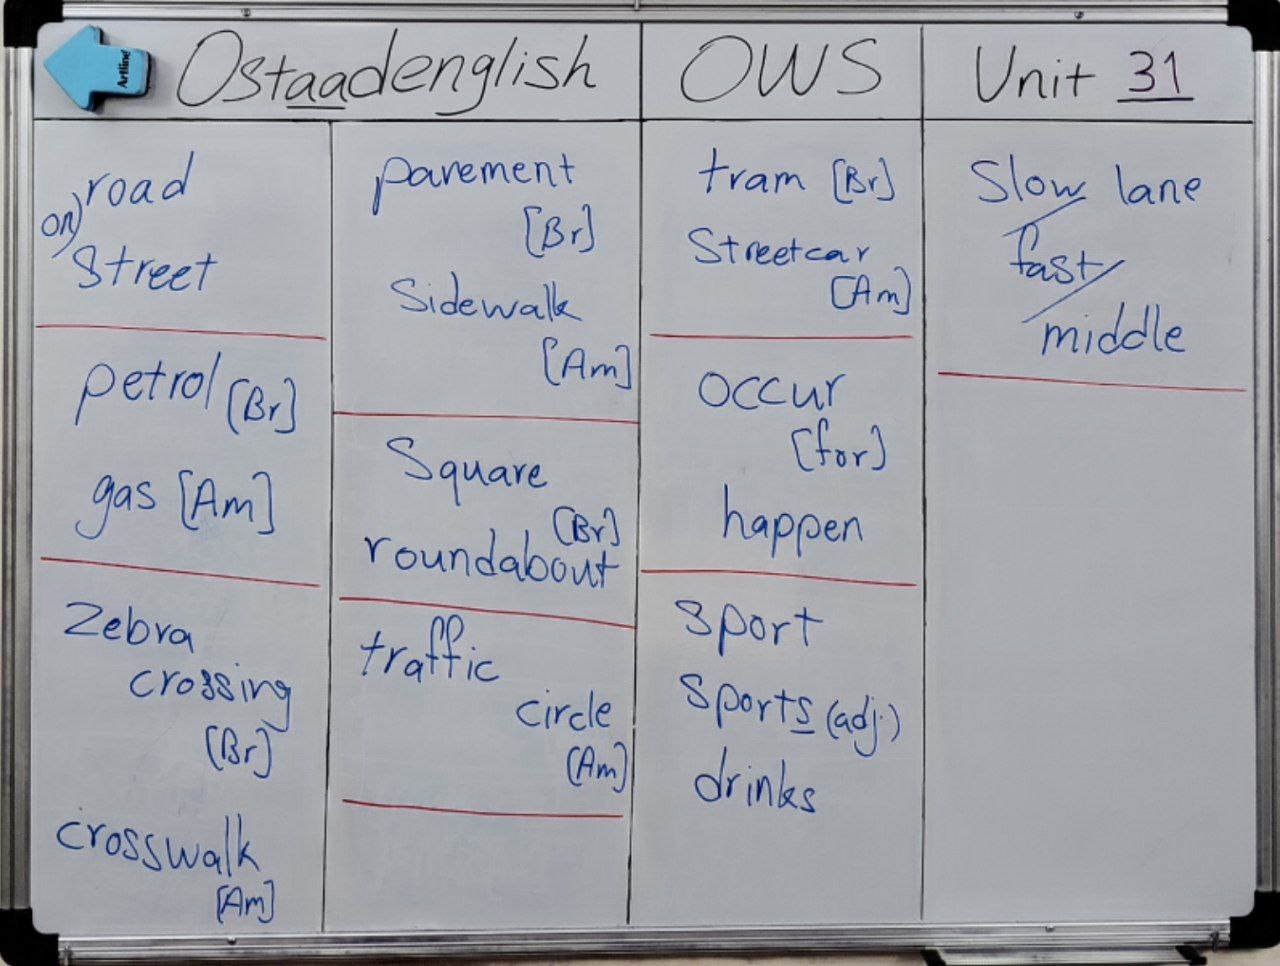 Artline
Ostaadenglish
OWS
Unit 31
road
on)
street
petrol [Br]
gas [Am]
Zebra
crossing
[Br]
crosswalk
[Am]
pavement
[Br]
Sidewalk
[Am]
Square
[Br]
roundabout
traffic
circle
[Am]
tram [Br]
Streetcar
[Am]
occur
[for]
happen
sport
sports (adj.)
drinks
Slow lane
fast
middle